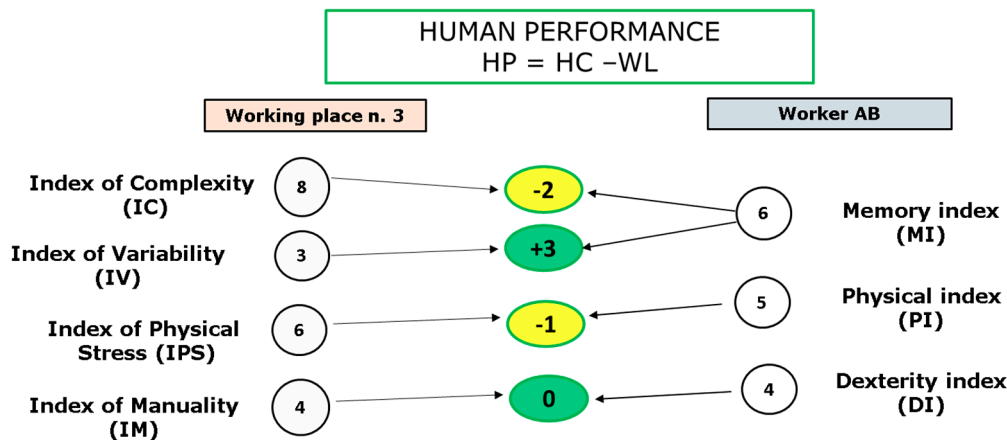 HUMAN PERFORMANCE
HP = HC –WL
Working place n. 3
Worker AB
Index of Complexity
(IC)
8
-2
6
Memory index
(MI)
Index of Variability
(IV)
3
+3
Index of Physical
Stress (IPS)
6
-1
5
Physical index
(PI)
Index of Manuality
(IM)
4
0
4
Dexterity index
(DI)